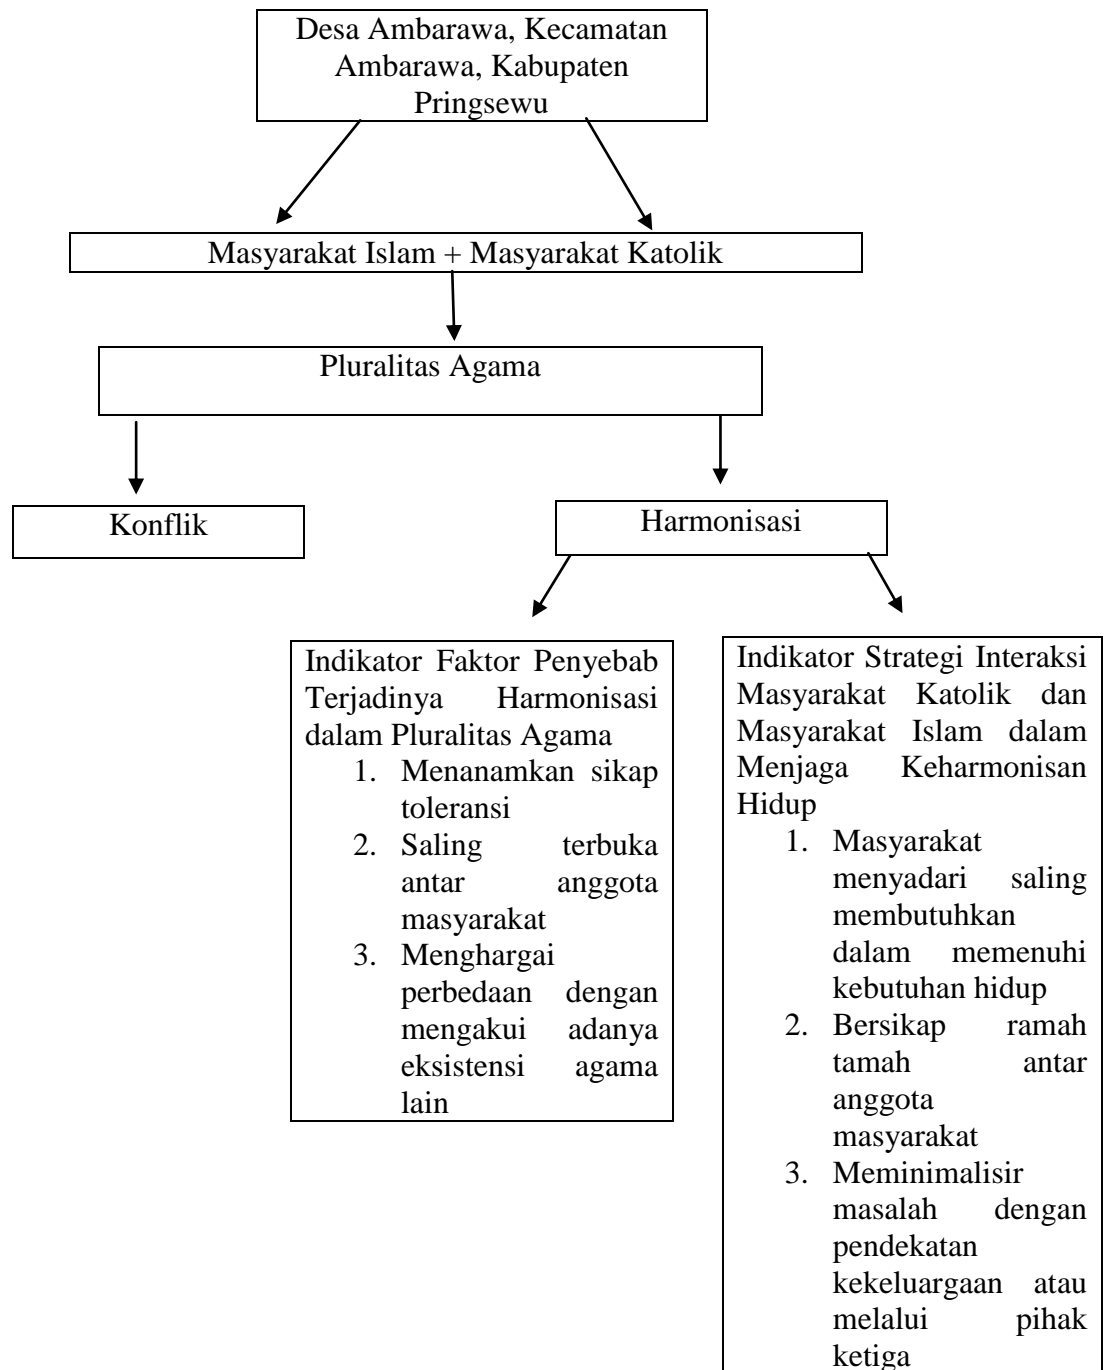 Desa Ambarawa, Kecamatan
Ambarawa, Kabupaten
Pringsewu
Masyarakat Islam + Masyarakat Katolik
Pluralitas Agama
Konflik
Harmonisasi
Indikator Faktor Penyebab
Terjadinya Harmonisasi
dalam Pluralitas Agama
1. Menanamkan sikap
toleransi
2. Saling terbuka
antar anggota
masyarakat
3. Menghargai
perbedaan dengan
mengakui adanya
eksistensi agama
lain
Indikator Strategi Interaksi
Masyarakat Katolik dan
Masyarakat Islam dalam
Menjaga Keharmonisan
Hidup
1. Masyarakat
menyadari saling
membutuhkan
dalam memenuhi
kebutuhan hidup
2. Bersikap ramah
tamah antar
anggota
masyarakat
3. Meminimalisir
masalah dengan
pendekatan
kekeluargaan atau
melalui pihak
ketiga